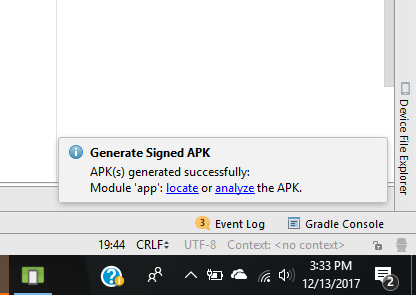 Device File Explorer
Generate Signed APK
APK(s) generated successfully:
Module 'app': locate or analyze the APK.
3 Event Log Gradle Console
19:44 CRLF UTF-8 Context: <no context>
3:33 PM
12/13/2017
2